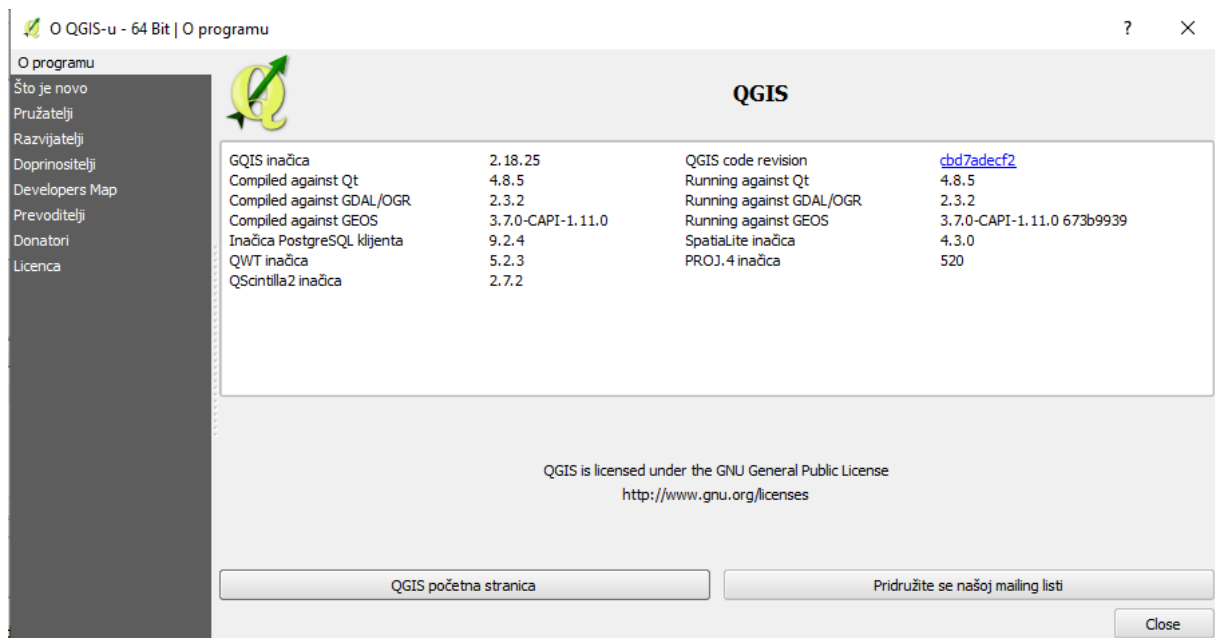 O QGIS-u - 64 Bit | O programu
O programu
Što je novo
Pružatelji
Razvijatelji
Doprinositelji
Developers Map
Prevoditelji
Donatori
Licenca
QGIS
GQIS inačica 2.18.25 QGIS code revision cbd7adecf2
Compiled against Qt 4.8.5 Running against Qt 4.8.5
Compiled against GDAL/OGR 2.3.2 Running against GDAL/OGR 2.3.2
Compiled against GEOS 3.7.0-CAPI-1.11.0 Running against GEOS 3.7.0-CAPI-1.11.0 673b9939
Inačica PostgreSQL klijenta 9.2.4 SpatiaLite inačica 4.3.0
QWT inačica 5.2.3 PROJ.4 inačica 520
QScintilla2 inačica 2.7.2
QGIS is licensed under the GNU General Public License
http://www.gnu.org/licenses
QGIS početna stranica Pridružite se našoj mailing listi
Close